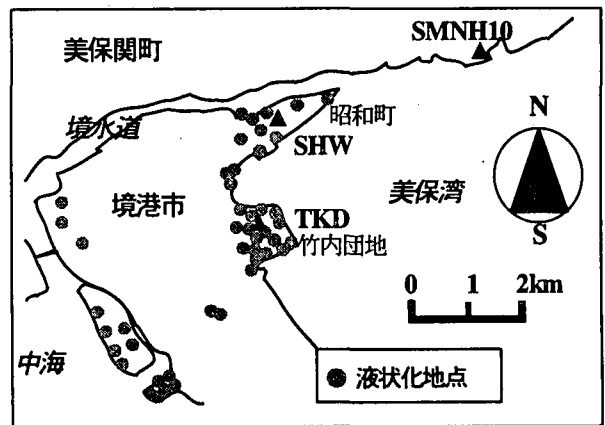 SMNH10
美保関町
昭和町
境水道
SHW
N
美保湾
境港市
S
TKD
竹内団地
0 1 2km
中海
液状化地点